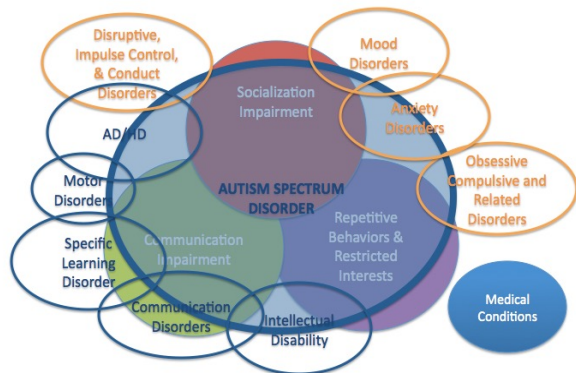 Disruptive,
Impulse Control,
& Conduct
Disorders
Mood
Disorders
Socialization
Impairment
AD/HD
Anxiety
Disorders
Motor
Disorders
AUTISM SPECTRUM
DISORDER
Obsessive
Compulsive and
Related
Disorders
Specific
Learning
Disorder
Communication
Impairment
Repetitive
Behaviors &
Restricted
Interests
Communication
Disorders
Intellectual
Disability
Medical
Conditions